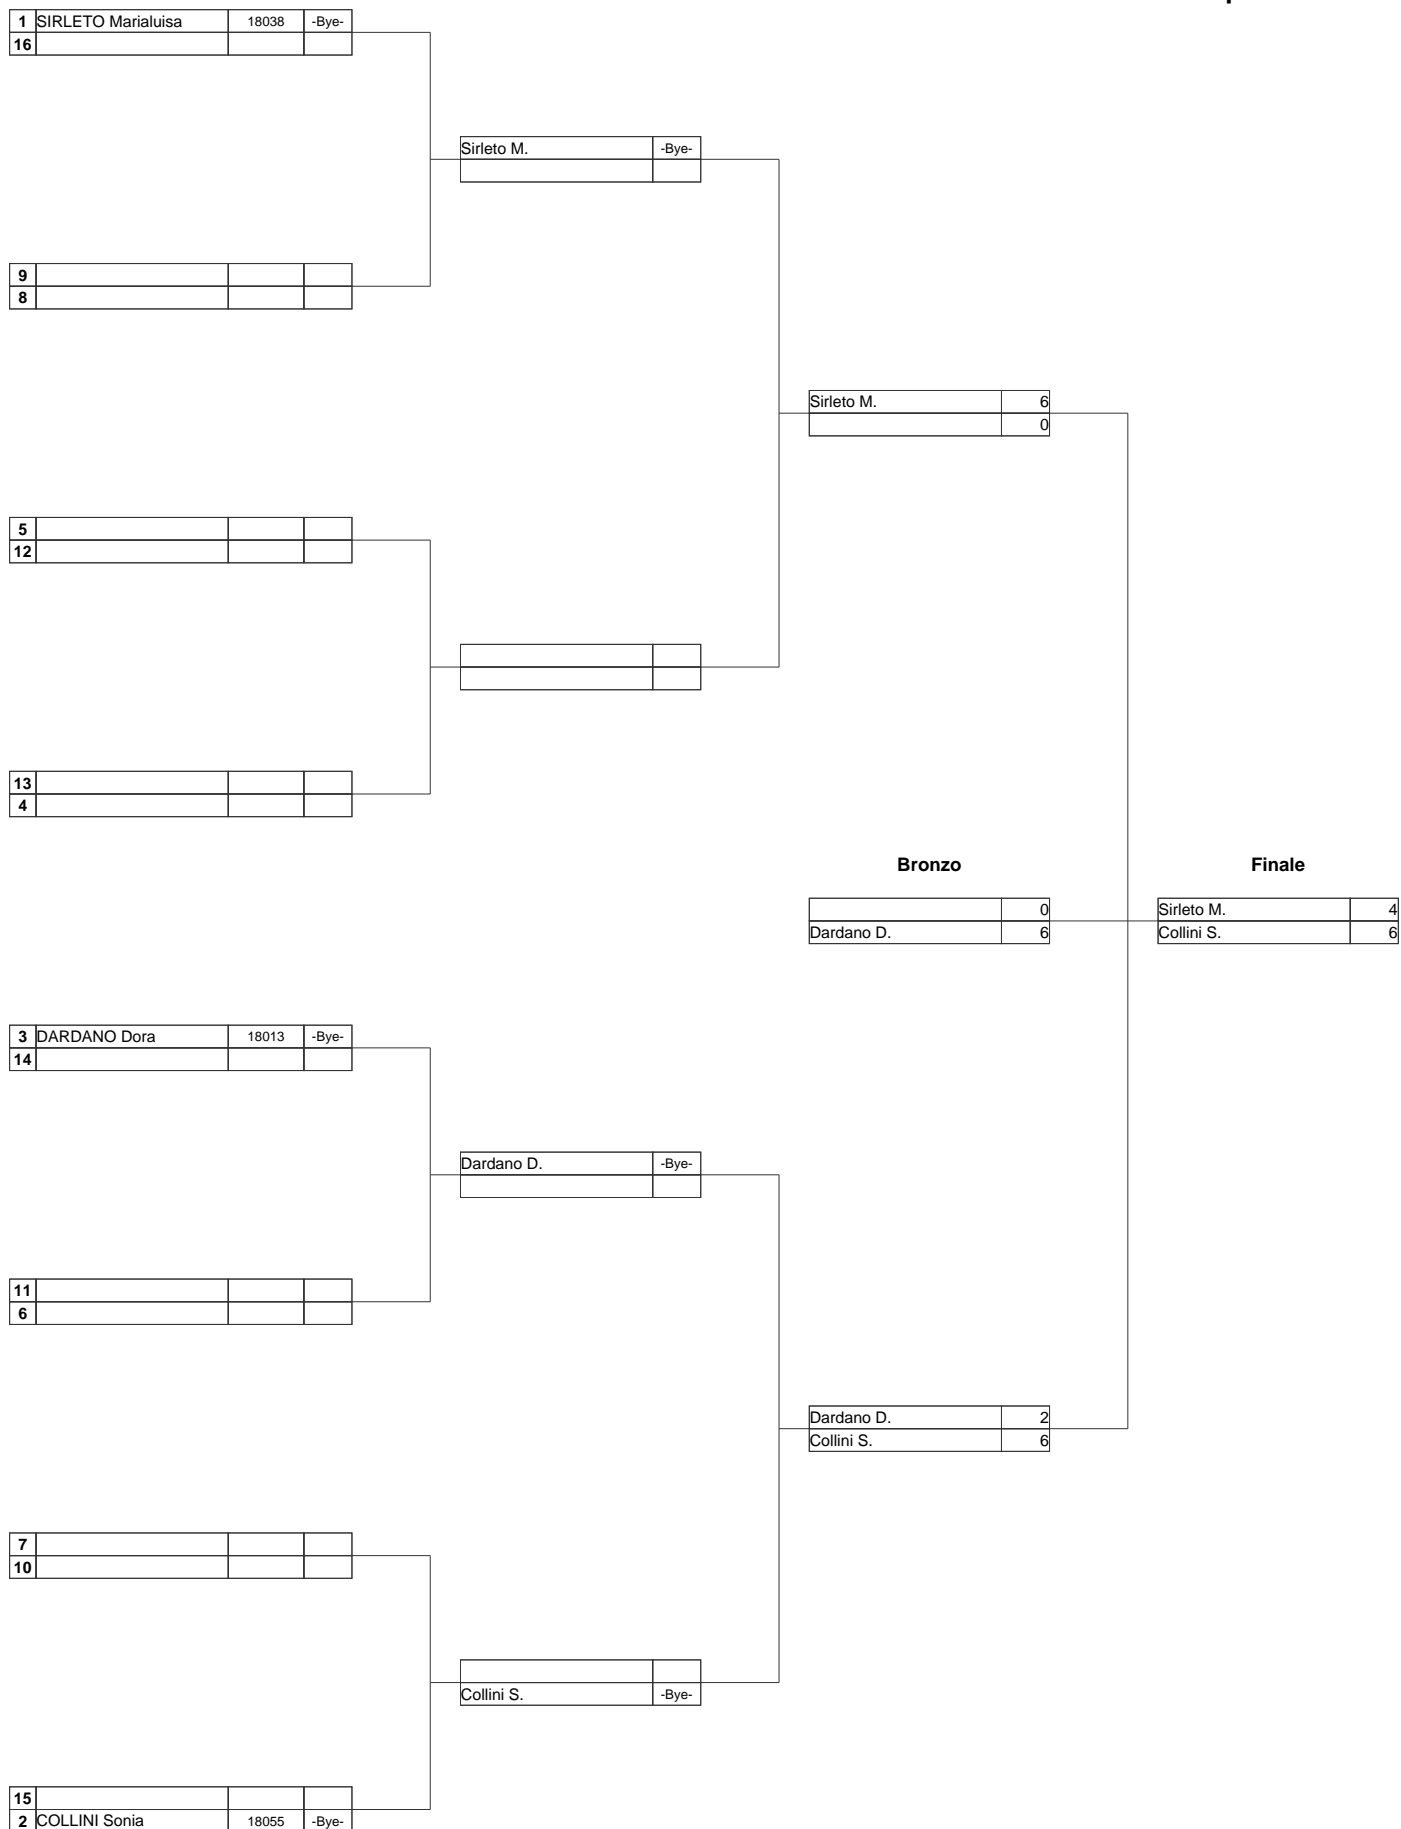 1 SIRLETO Marialuisa 18038 -Bye-
16
Sirleto M. -Bye-
9
8
Sirleto M. 6
0
5
12
13
4
Bronzo
Finale
0
Dardano D. 6
Sirleto M. 4
Collini S. 6
3 DARDANO Dora 18013 -Bye-
14
Dardano D. -Bye-
11
6
Dardano D. 2
Collini S. 6
7
10
Collini S. -Bye-
15
2 COLLINI Sonia 18055 -Bye-